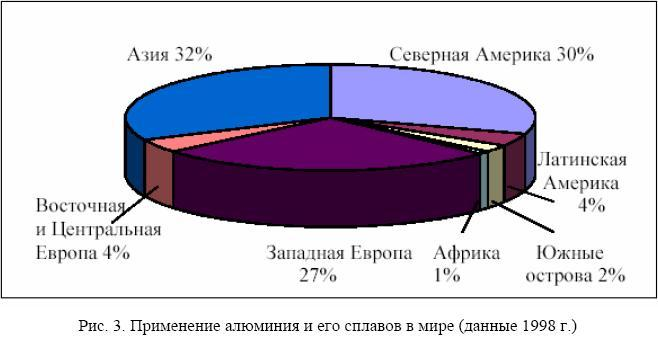 Азия 32%
Северная Америка 30%
Латинская
Америка
4%
Южные
острова 2%
Африка
1%
Западная Европа
27%
Восточная
и Центральная
Европа 4%
Рис. 3. Применение алюминия и его сплавов в мире (данные 1998 г.)